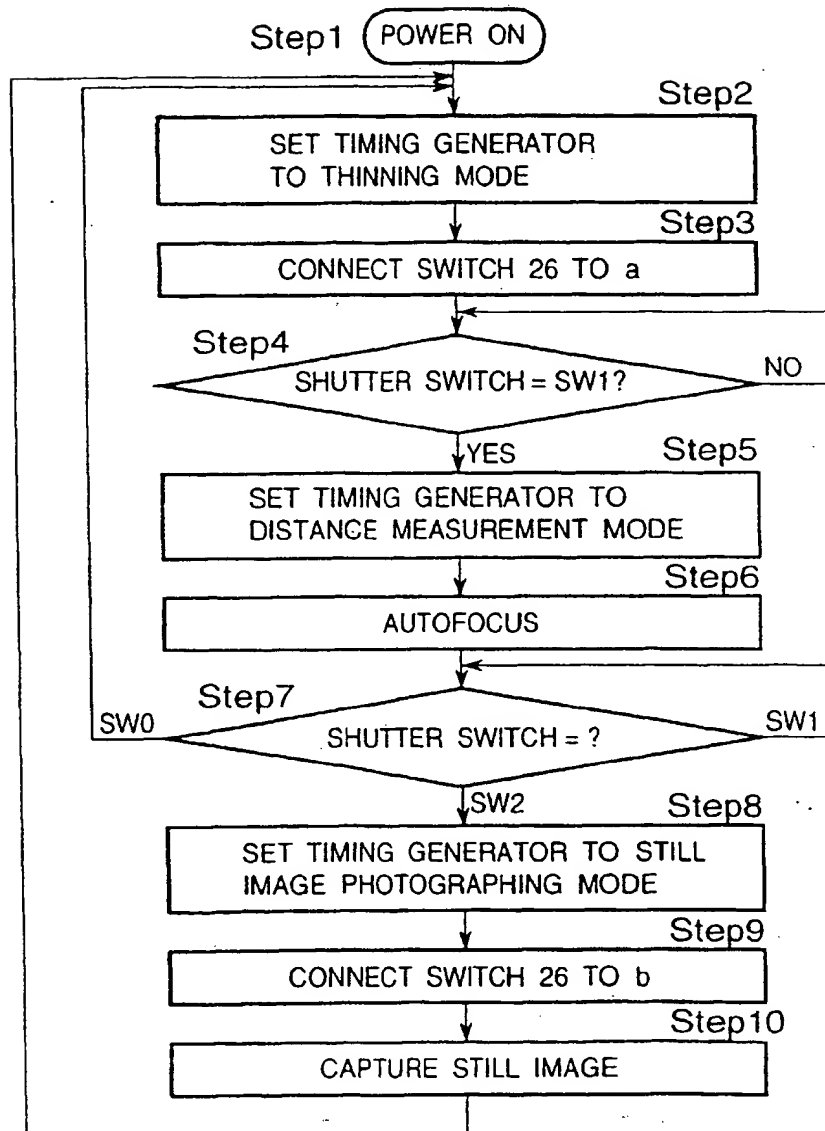 Step1
POWER ON
Step2
SET TIMING GENERATOR
TO THINNING MODE
Step3
CONNECT SWITCH 26 TO a
Step4
SHUTTER SWITCH = SW1?
NO
YES
Step5
SET TIMING GENERATOR TO
DISTANCE MEASUREMENT MODE
Step6
AUTOFOCUS
Step7
SW0
SHUTTER SWITCH = ?
SW1
SW2
Step8
SET TIMING GENERATOR TO STILL
IMAGE PHOTOGRAPHING MODE
Step9
CONNECT SWITCH 26 TO b
Step10
CAPTURE STILL IMAGE